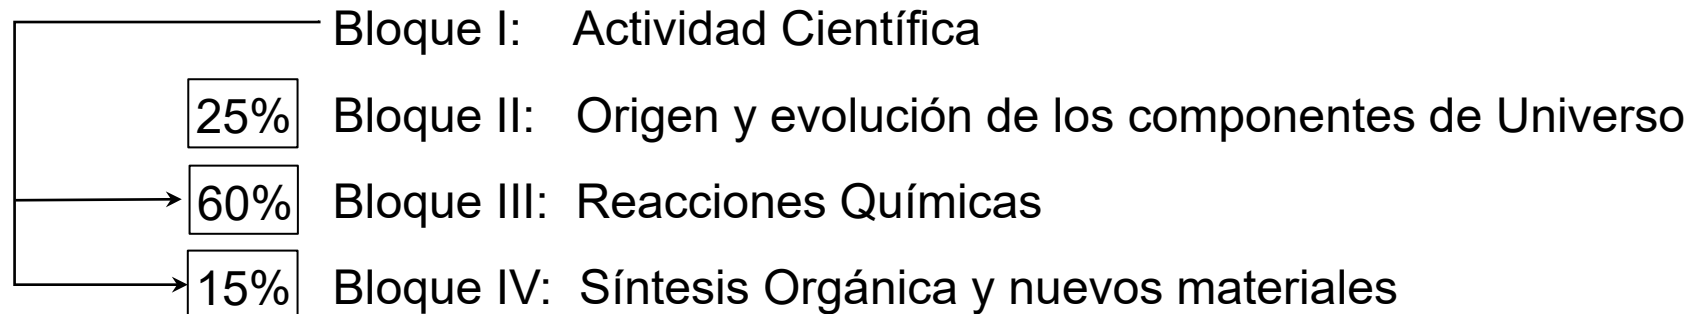 Bloque I: Actividad Científica
25% Bloque II: Origen y evolución de los componentes de Universo
60% Bloque III: Reacciones Químicas
15% Bloque IV: Síntesis Orgánica y nuevos materiales